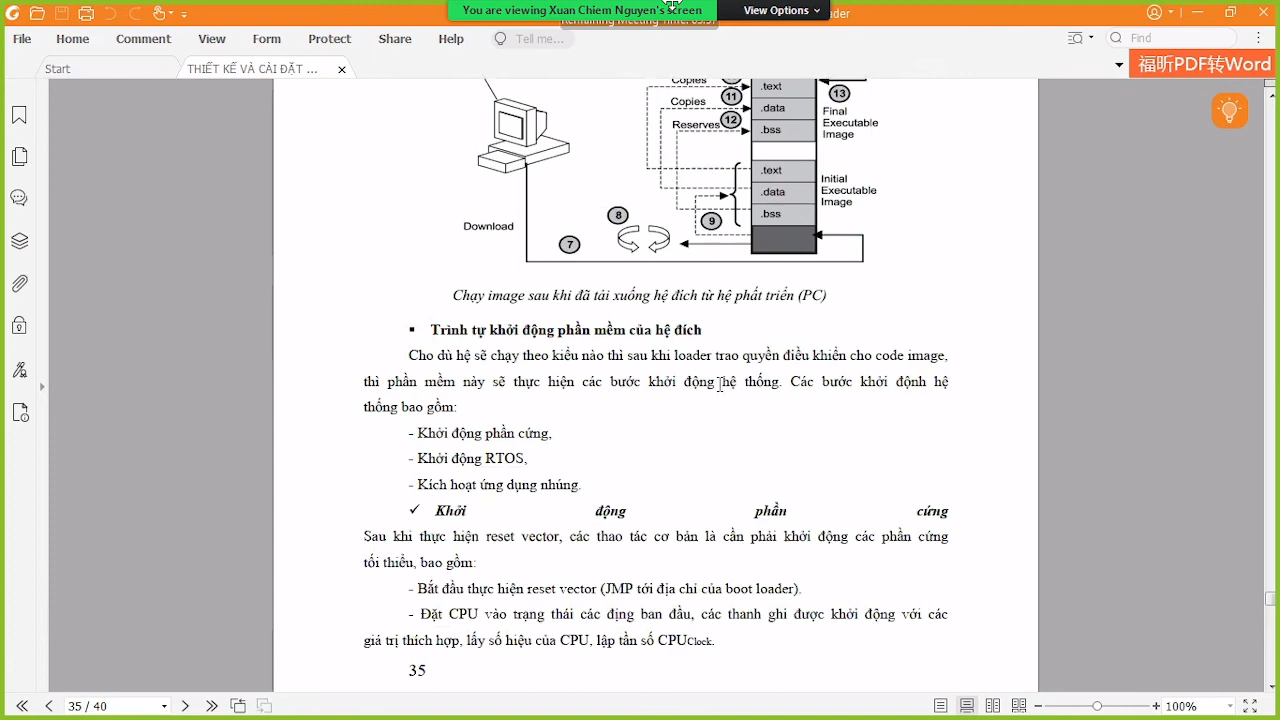 You are viewing Xuan Chiem Nguyen's screen
View Options
File
Home
Comment
View
Form
Protect
Share
Help
Tell me...
Find
Start
THIẾT KẾ VÀ CÀI ĐẶT ...
福昕PDF转Word
Copies
.text
11
13
Copies
.data
Final
Executable
Image
Reserves
12
.bss
.text
Initial
Executable
Image
.data
.bss
8
9
Download
7
Chạy image sau khi đã tải xuống hệ đích từ hệ phất triển (PC)
▪ Trình tự khởi động phần mềm của hệ đích
Cho dù hệ sẽ chạy theo kiểu nào thì sau khi loader trao quyền điều khiển cho code image,
thì phần mềm này sẽ thực hiện các bước khởi động hệ thống. Các bước khởi độnh hệ
thống bao gồm:
- Khởi động phần cứng,
- Khởi động RTOS,
- Kích hoạt ứng dụng nhúng.
✓ Khởi động phần cứng
Sau khi thực hiện reset vector, các thao tác cơ bản là cần phải khởi động các phần cứng
tối thiểu, bao gồm:
- Bắt đầu thực hiện reset vector (JMP tới địa chỉ của boot loader).
- Đặt CPU vào trạng thái các địng ban đầu, các thanh ghi được khởi động với các
giá trị thích hợp, lấy số hiệu của CPU, lập tần số CPUClock.
35
35 / 40
100%